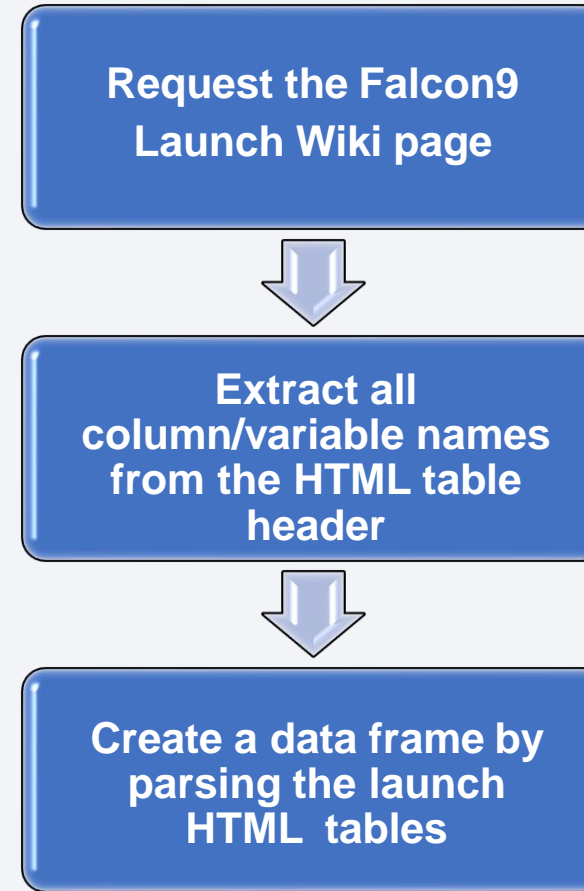 Request the Falcon9
Launch Wiki page
Extract all
column/variable names
from the HTML table
header
Create a data frame by
parsing the launch
HTML tables